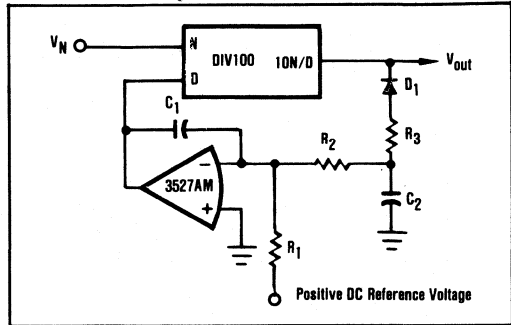 V_N
N
DIV100
10N/D
D
V_out
D_1
C_1
R_3
R_2
3527AM
−
+
C_2
R_1
Positive DC Reference Voltage